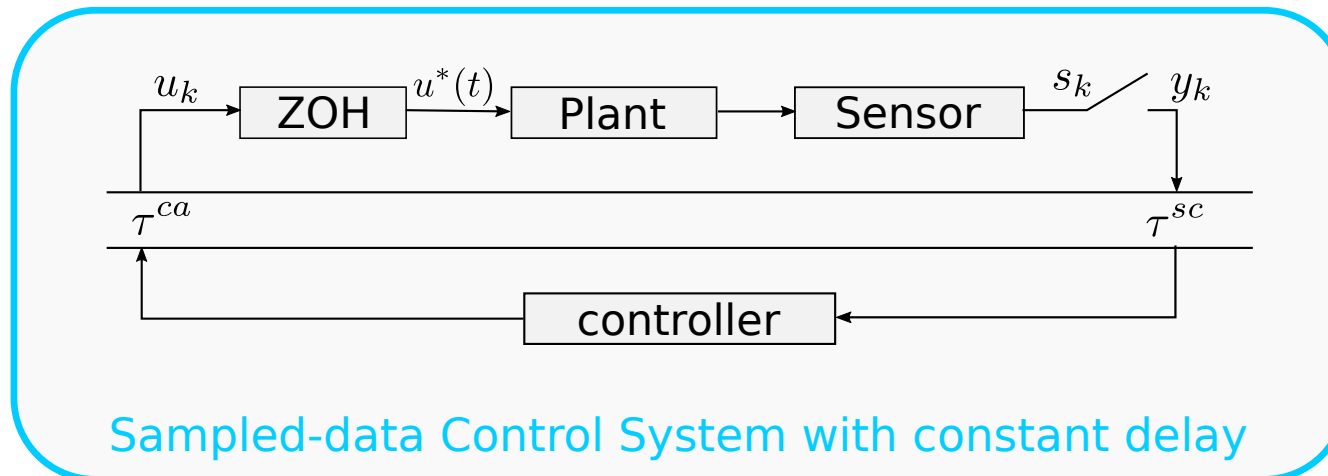 u_k
ZOH
u^*(t)
Plant
Sensor
s_k
y_k
τ^{ca}
τ^{sc}
controller
Sampled-data Control System with constant delay